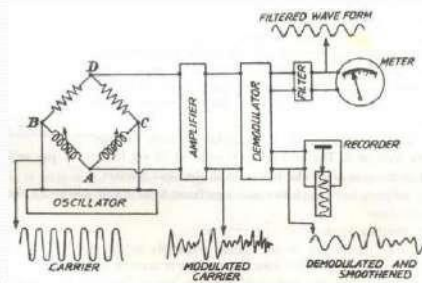 FILTERED WAVE FORM
METER
D
B
C
A
AMPLIFIER
DEMODULATOR
FILTER
RECORDER
OSCILLATOR
CARRIER
MODULATED
CARRIER
DEMODULATED AND
SMOOTHENED